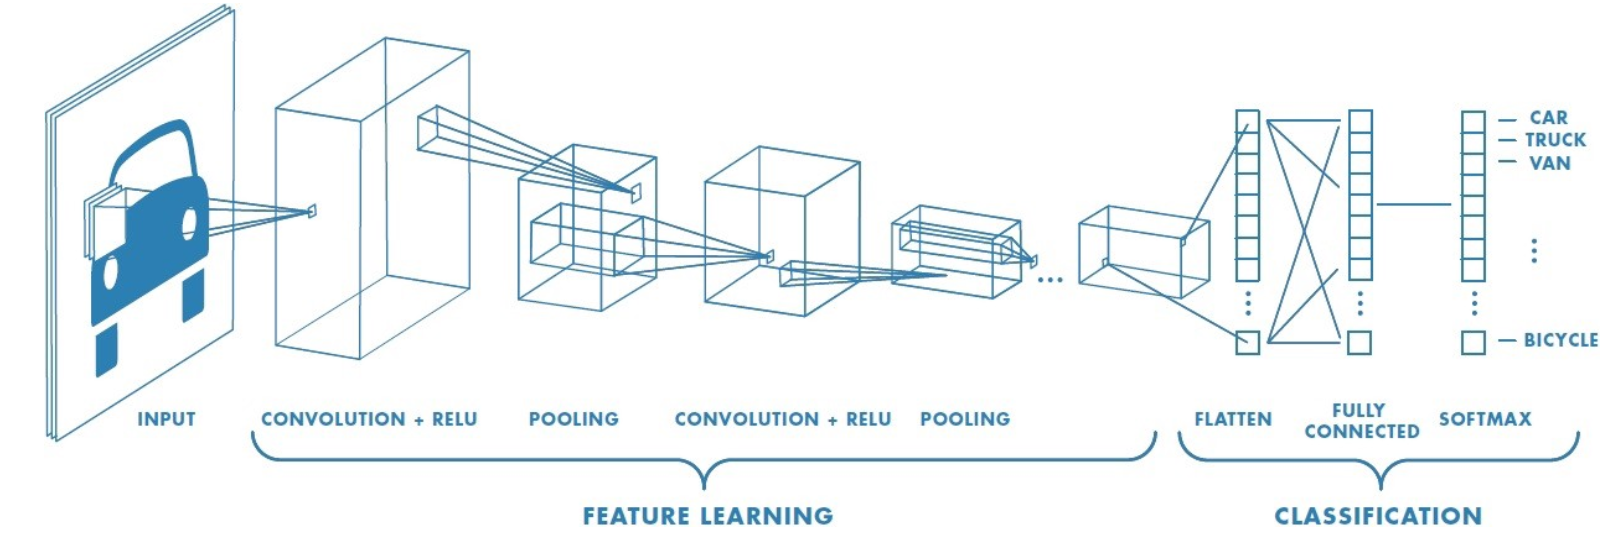 CAR
TRUCK
VAN
BICYCLE
INPUT
CONVOLUTION + RELU
POOLING
CONVOLUTION + RELU
POOLING
FLATTEN
FULLY
CONNECTED
SOFTMAX
FEATURE LEARNING
CLASSIFICATION